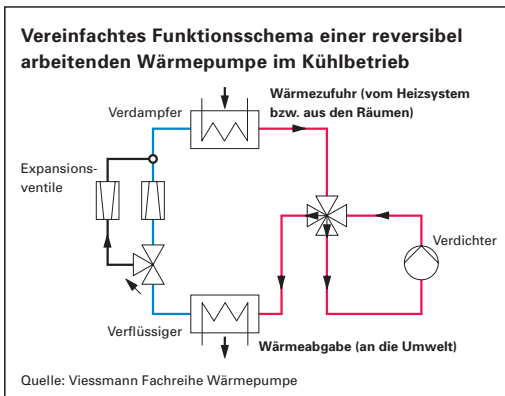 Vereinfachtes Funktionsschema einer reversibel
arbeitenden Wärmepumpe im Kühlbetrieb
Wärmezufuhr (vom Heizsystem
bzw. aus den Räumen)
Verdampfer
Expansions-
ventile
Verdichter
Verflüssiger
Wärmeabgabe (an die Umwelt)
Quelle: Viessmann Fachreihe Wärmepumpe